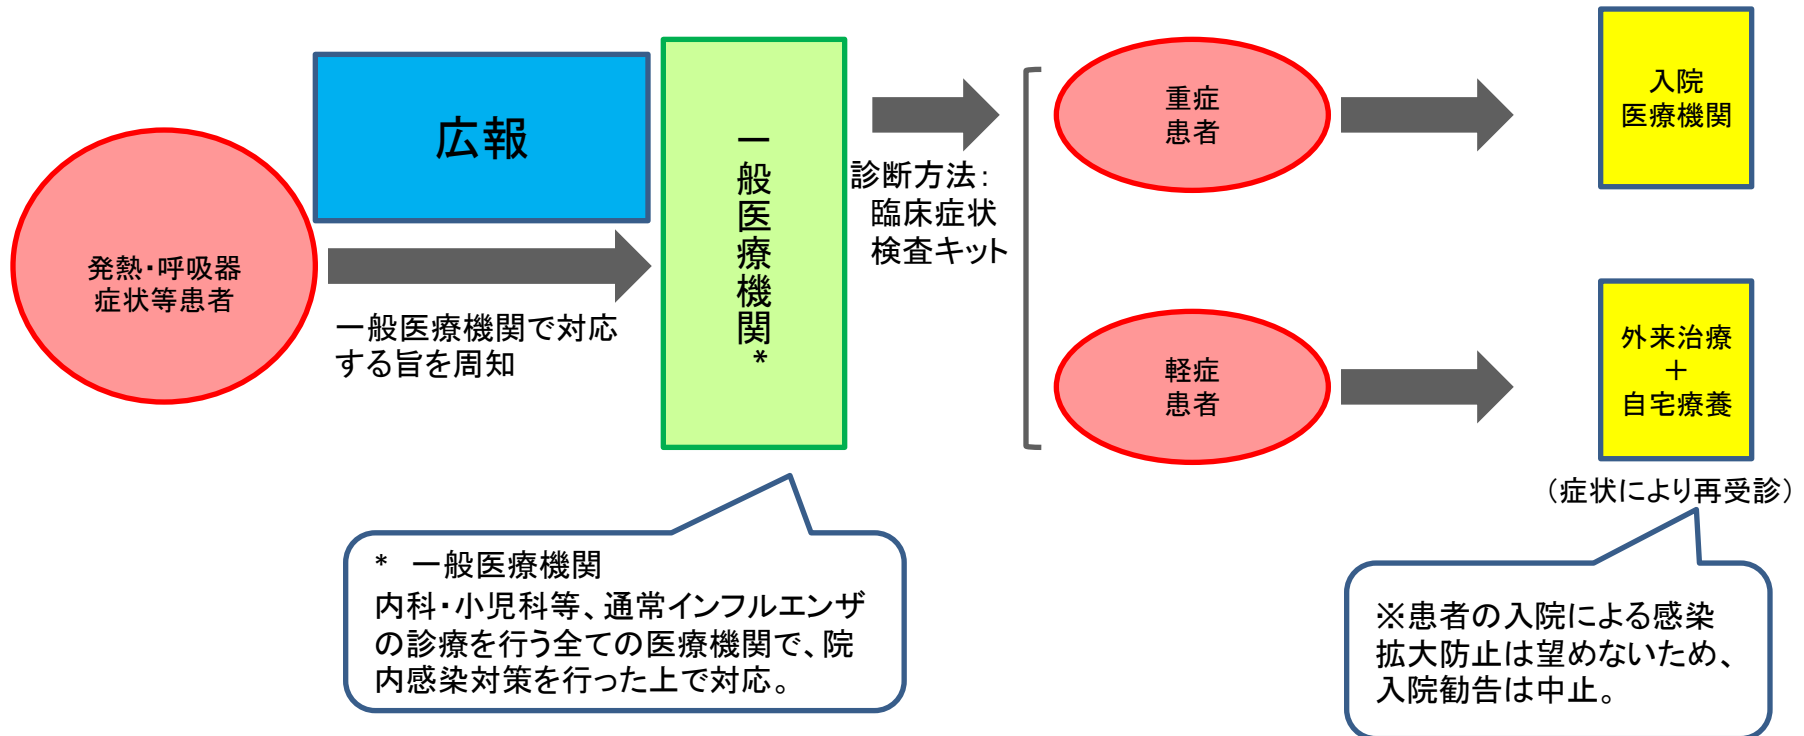 発熱・呼吸器
症状等患者
広報
一般医療機関で対応
する旨を周知
一般医療機関*
診断方法：
臨床症状
検査キット
重症
患者
入院
医療機関
軽症
患者
外来治療
＋
自宅療養
（症状により再受診）
* 一般医療機関
内科・小児科等、通常インフルエンザ
の診療を行う全ての医療機関で、院
内感染対策を行った上で対応。
※患者の入院による感染
拡大防止は望めないため、
入院勧告は中止。